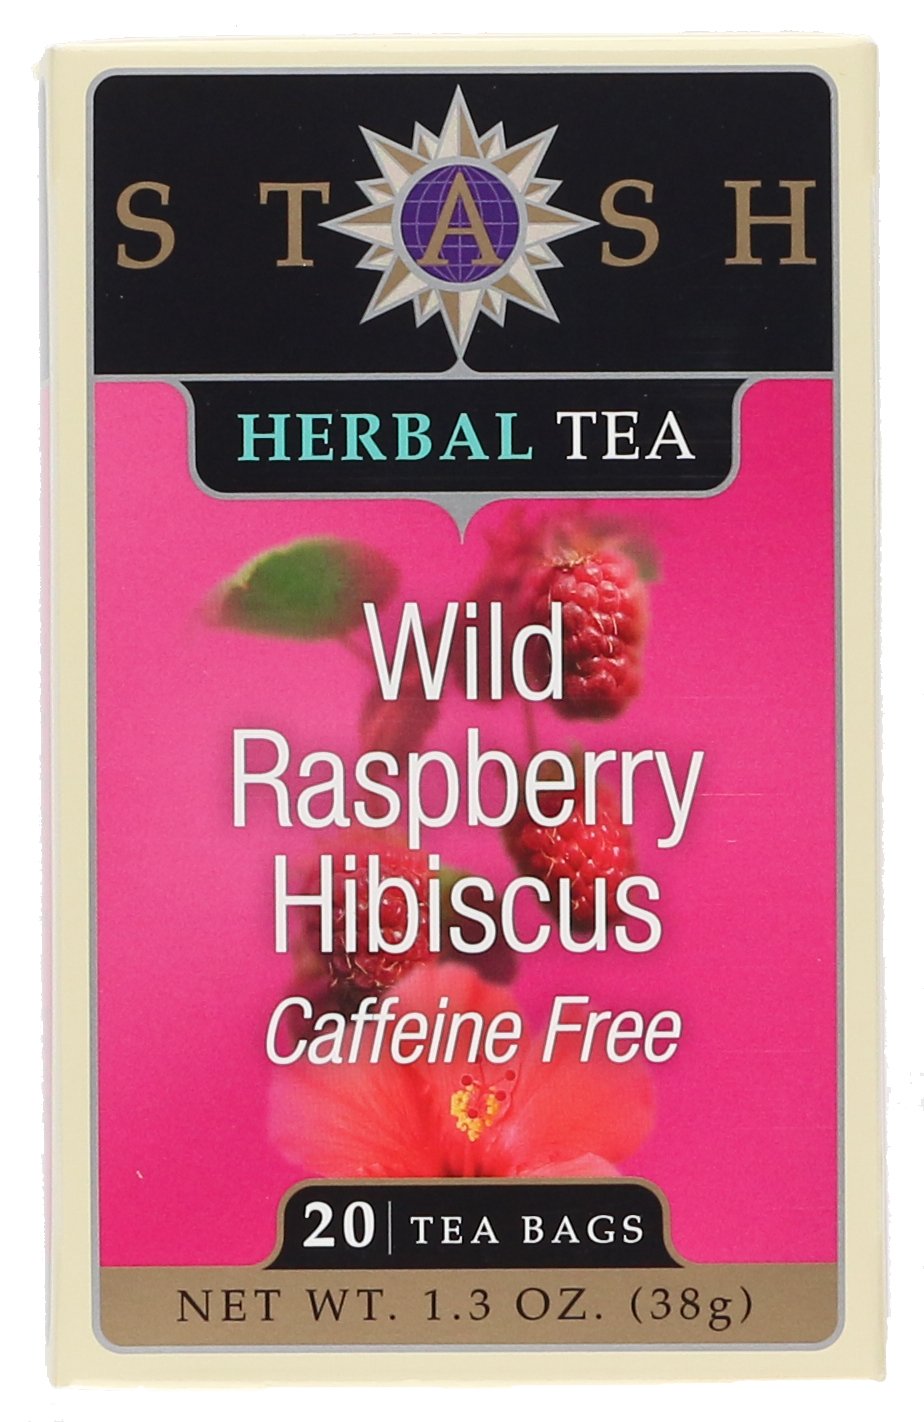 STASH
HERBAL TEA
Wild
Raspberry
Hibiscus
Caffeine Free
20 | TEA BAGS
NET WT. 1.3 OZ. (38g)